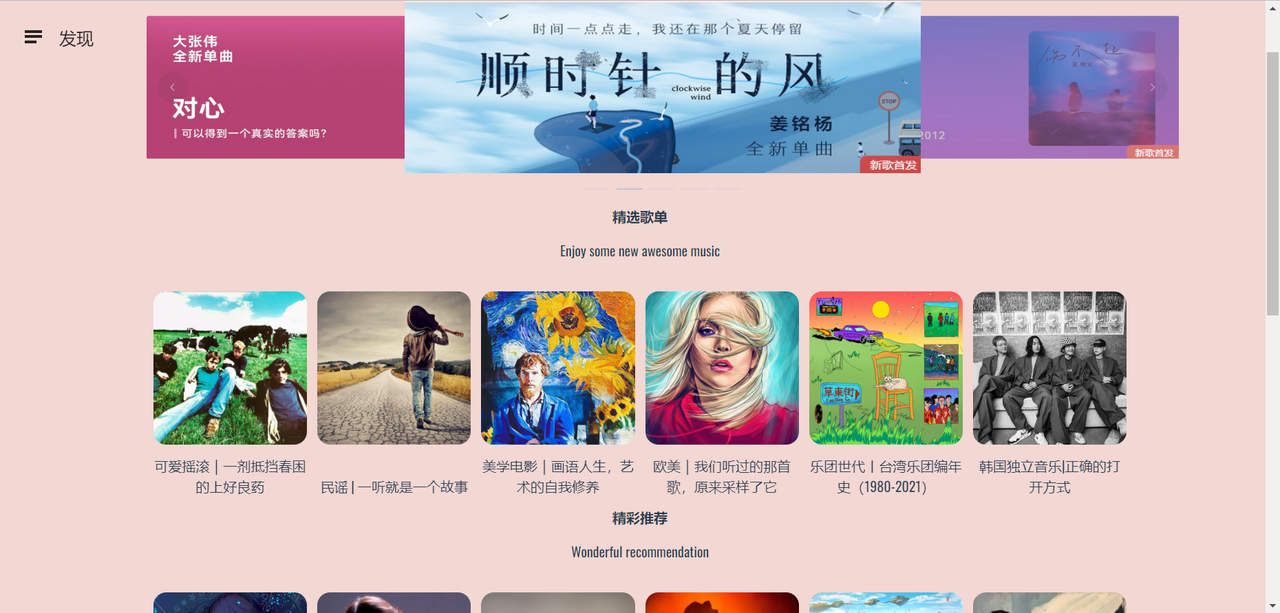 发现
大张伟
全新单曲
对心
可以得到一个真实的答案吗?
时间一点点走，我还在那个夏天停留
顺时针的风
clockwise
wind
STOP
姜铭杨
全新单曲
新歌首发
2012
新歌首发
精选歌单
Enjoy some new awesome music
草東街
可爱摇滚｜一剂抵挡春困
的上好良药
民谣 | 一听就是一个故事
美学电影｜画语人生，艺
术的自我修养
欧美｜我们听过的那首
歌，原来采样了它
乐团世代丨台湾乐团编年
史（1980-2021）
韩国独立音乐|正确的打
开方式
精彩推荐
Wonderful recommendation